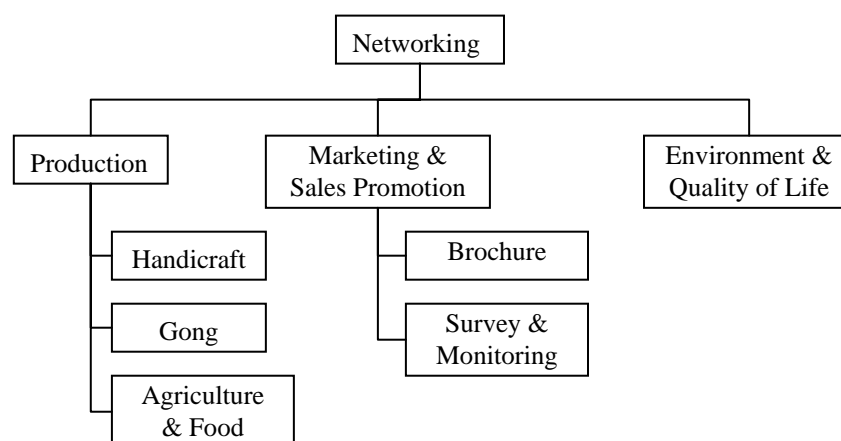 Networking
Production
Marketing &
Sales Promotion
Environment &
Quality of Life
Handicraft
Gong
Agriculture
& Food
Brochure
Survey &
Monitoring